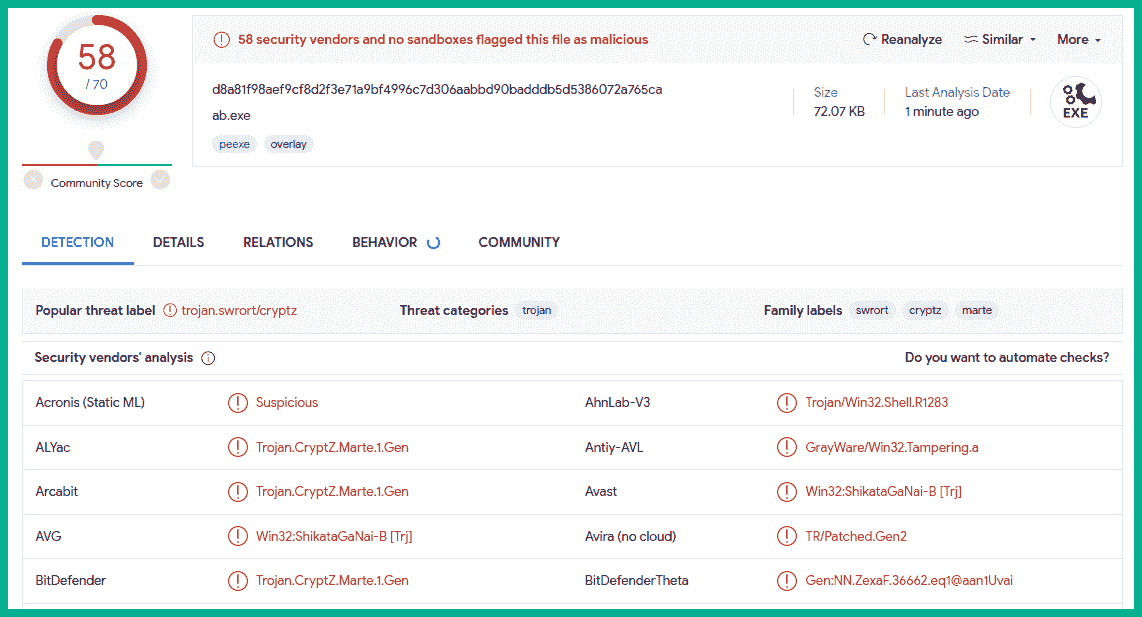 58
/ 70
Community Score
58 security vendors and no sandboxes flagged this file as malicious
Reanalyze
Similar
More
d8a81f98aef9cf8d2f3e71a9bf4996c7d306aabbd90badddb5d5386072a765ca
ab.exe
peexe
overlay
Size
72.07 KB
Last Analysis Date
1 minute ago
EXE
DETECTION DETAILS RELATIONS BEHAVIOR COMMUNITY
Popular threat label trojan.swrort/cryptz Threat categories trojan Family labels swrort cryptz marte
Security vendors' analysis Do you want to automate checks?
Acronis (Static ML) Suspicious AhnLab-V3 Trojan/Win32.Shell.R1283
ALYac Trojan.CryptZ.Marte.1.Gen Antiy-AVL GrayWare/Win32.Tampering.a
Arcabit Trojan.CryptZ.Marte.1.Gen Avast Win32:ShikataGaNai-B [Trj]
AVG Win32:ShikataGaNai-B [Trj] Avira (no cloud) TR/Patched.Gen2
BitDefender Trojan.CryptZ.Marte.1.Gen BitDefenderTheta Gen:NN.ZexaF.36662.eq1@aan1Uvai